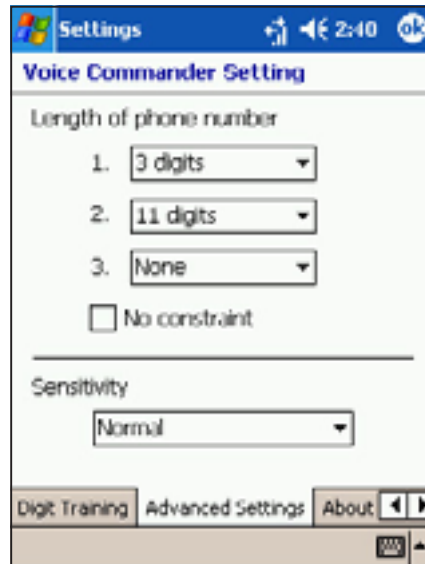 Settings 2:40 ok
Voice Commander Setting
Length of phone number
1. 3 digits
2. 11 digits
3. None
No constraint
Sensitivity
Normal
Digit Training Advanced Settings About